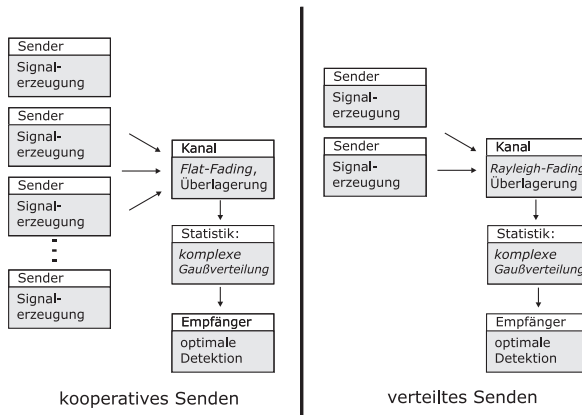 Sender
Signal-
erzeugung
Sender
Signal-
erzeugung
Sender
Signal-
erzeugung
Sender
Signal-
erzeugung
Kanal
Flat-Fading,
Überlagerung
Statistik:
komplexe
Gaußverteilung
Empfänger
optimale
Detektion
kooperatives Senden
Sender
Signal-
erzeugung
Sender
Signal-
erzeugung
Kanal
Rayleigh-Fading
Überlagerung
Statistik:
komplexe
Gaußverteilung
Empfänger
optimale
Detektion
verteiltes Senden